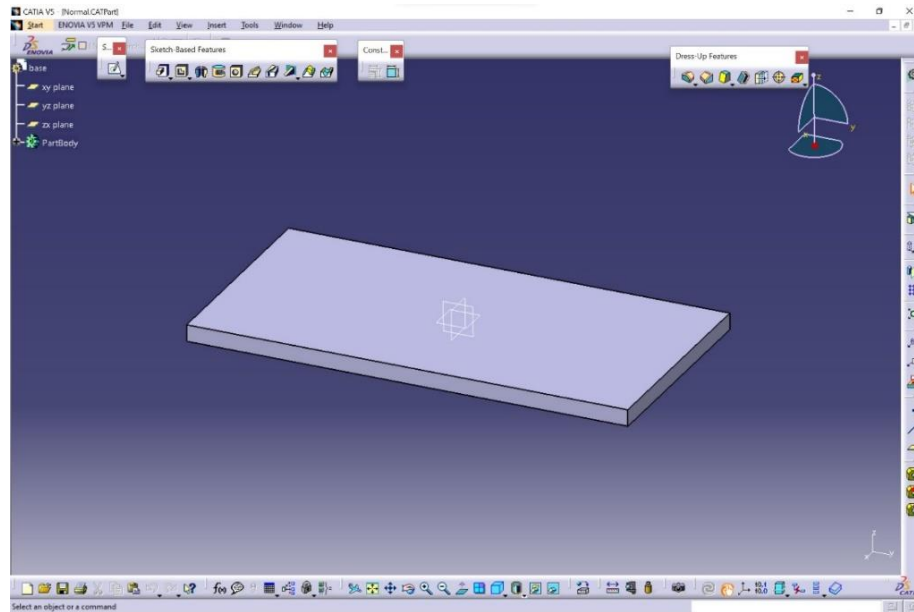 CATIA V5 - [Normal.CATPart]
Start ENOVIA V5 VPM File Edit View Insert Tools Window Help
ENOVIA
S...
Sketch-Based Features
Const...
Dress-Up Features
base
xy plane
yz plane
zx plane
PartBody
z
y
x
z
x
y
f(x)
Select an object or a command